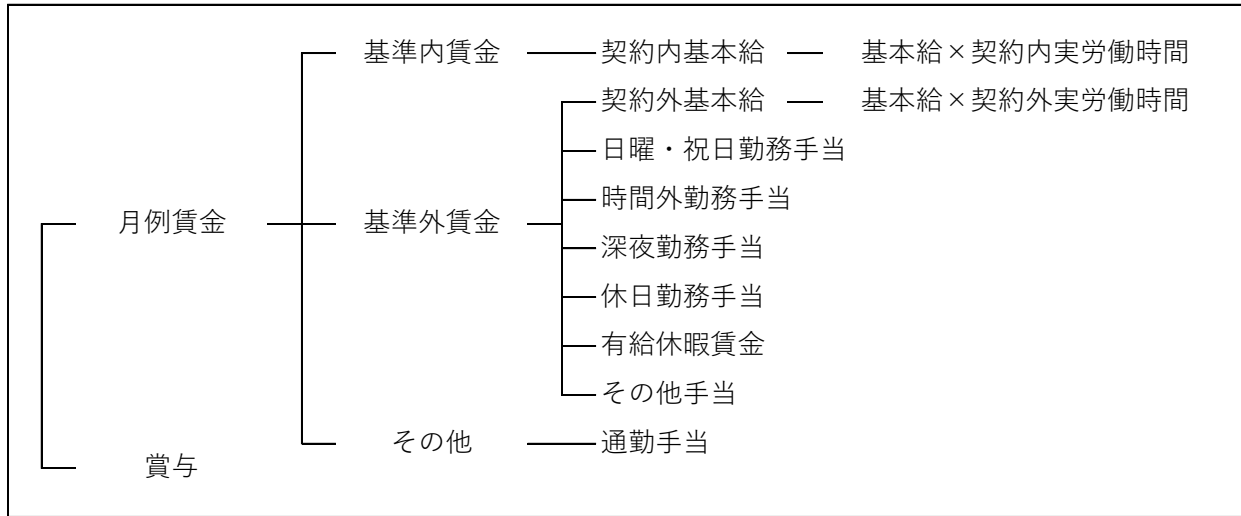 基準内賃金 契約内基本給 基本給×契約内実労働時間
契約外基本給 基本給×契約外実労働時間
日曜・祝日勤務手当
時間外勤務手当
月例賃金 基準外賃金
深夜勤務手当
休日勤務手当
有給休暇賃金
その他手当
その他 通勤手当
賞与